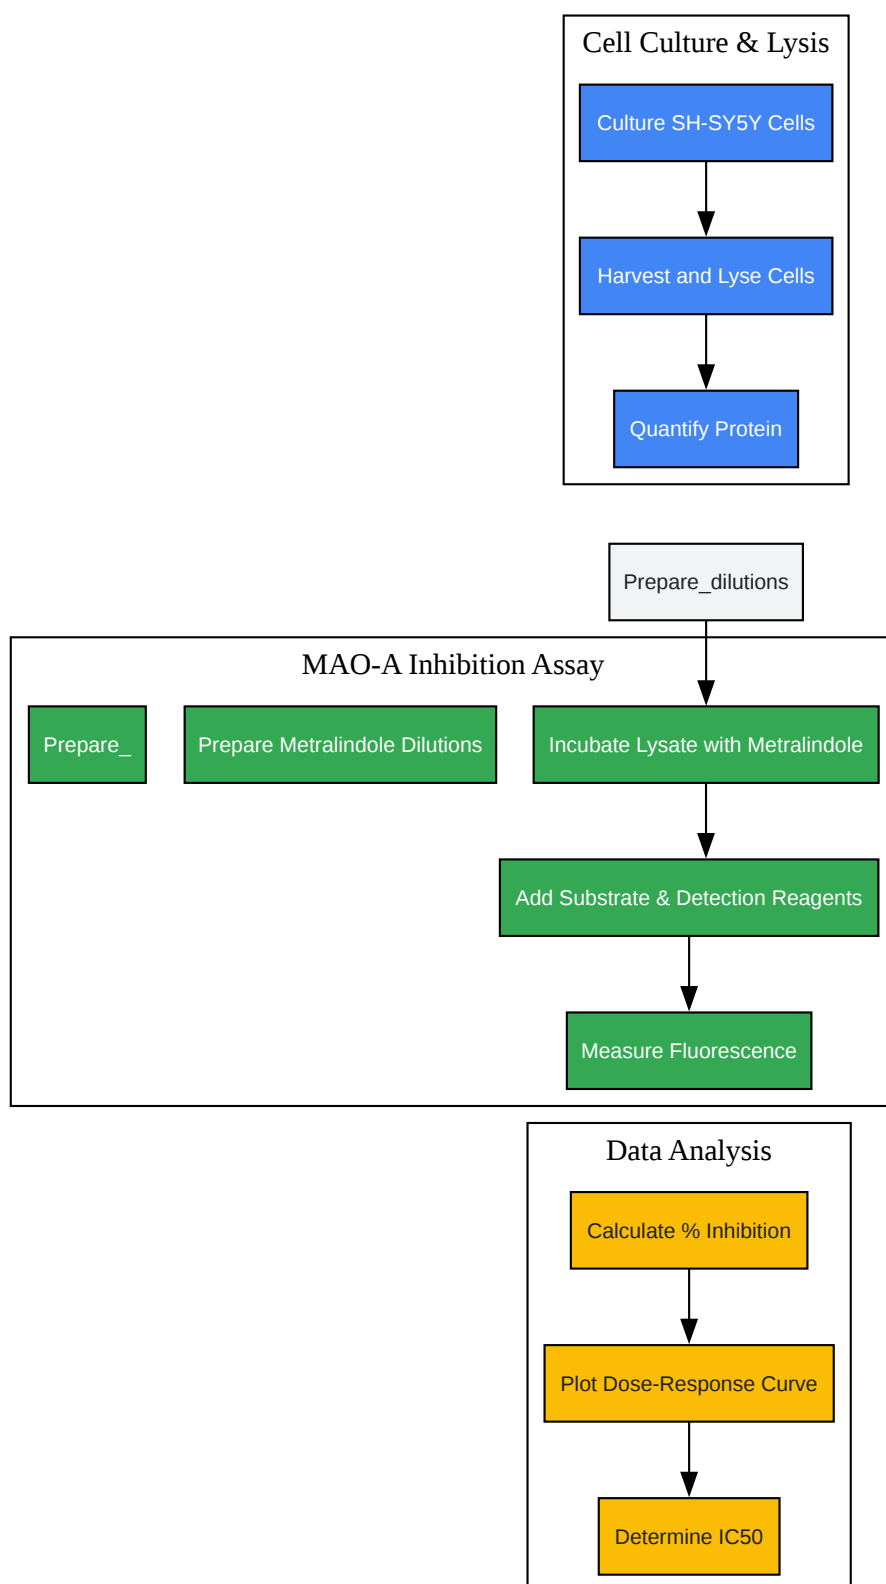 Cell Culture & Lysis
Culture SH-SY5Y Cells
Harvest and Lyse Cells
Quantify Protein
Prepare_dilutions
MAO-A Inhibition Assay
Prepare_
Prepare Metralindole Dilutions
Incubate Lysate with Metralindole
Add Substrate & Detection Reagents
Measure Fluorescence
Data Analysis
Calculate % Inhibition
Plot Dose-Response Curve
Determine IC50